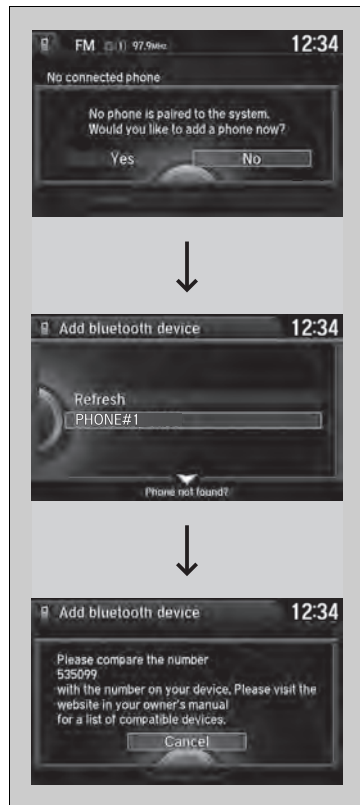 FM 97.9MHz 12:34
No connected phone
No phone is paired to the system.
Would you like to add a phone now?
Yes No
Add bluetooth device 12:34
Refresh
PHONE#1
Phone not found?
Add bluetooth device 12:34
Please compare the number
535099
with the number on your device. Please visit the
website in your owner's manual
for a list of compatible devices.
Cancel